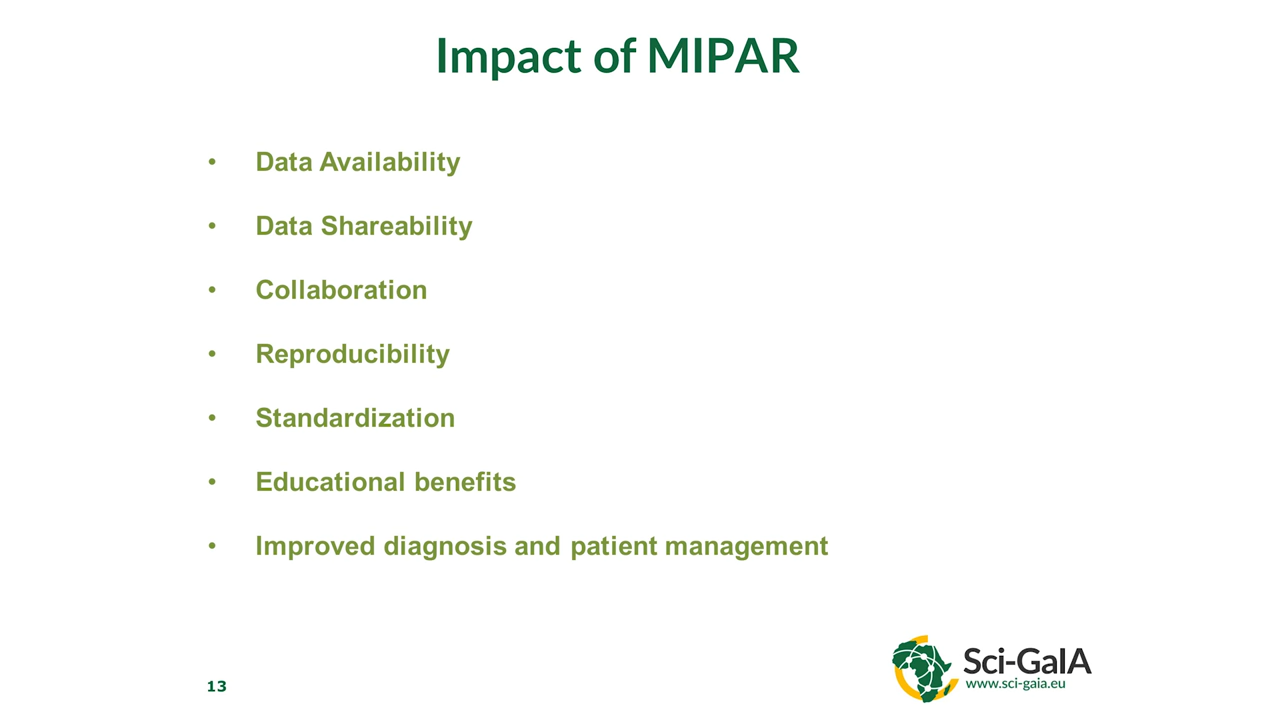 Impact of MIPAR
• Data Availability
• Data Shareability
• Collaboration
• Reproducibility
• Standardization
• Educational benefits
• Improved diagnosis and patient management
Sci-GaIA
www.sci-gaia.eu
13